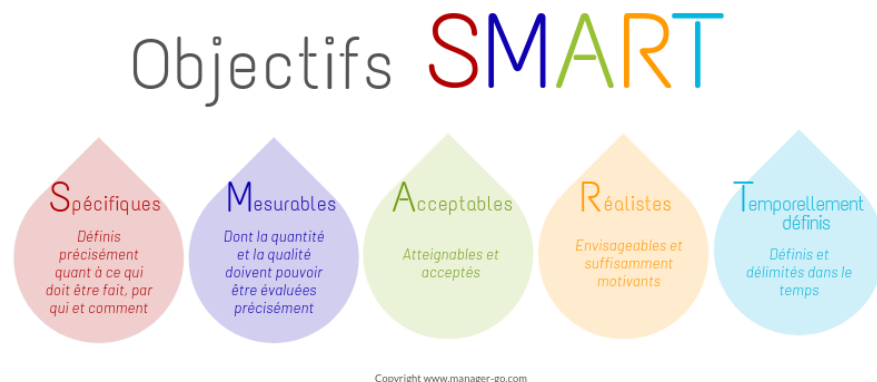 Objectifs SMART
Spécifiques
Définis
précisément
quant à ce qui
doit être fait, par
qui et comment
Mesurables
Dont la quantité
et la qualité
doivent pouvoir
être évaluées
précisément
Acceptables
Atteignables et
acceptés
Réalistes
Envisageables et
suffisamment
motivants
Temporellement
définis
Définis et
délimités dans le
temps
Copyright www.manager-go.com